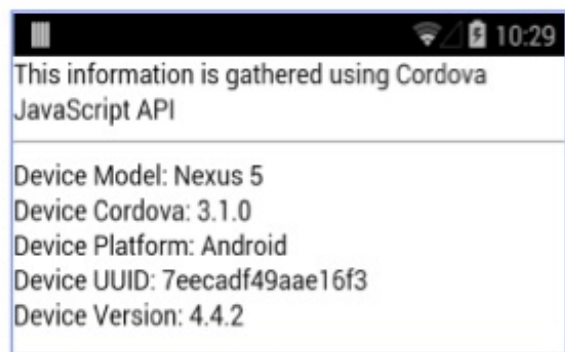 10:29
This information is gathered using Cordova
JavaScript API
Device Model: Nexus 5
Device Cordova: 3.1.0
Device Platform: Android
Device UUID: 7eecadf49aae16f3
Device Version: 4.4.2